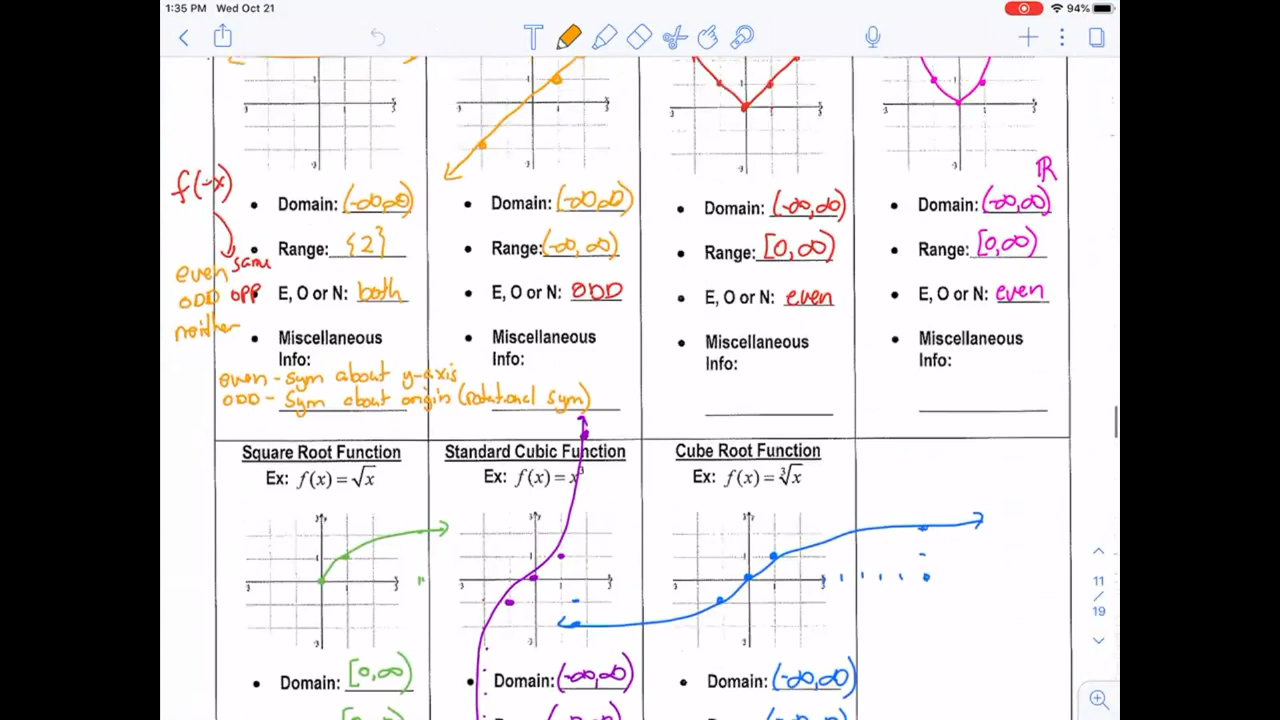 1:35 PM Wed Oct 21
94%
T
f(-x)
same
even
ODD opp
neither
• Domain: (-∞,∞)
• Range: {2}
• E, O or N: both
• Miscellaneous
Info:
even - sym about y-axis
ODD - Sym about origin (rotational sym)
• Domain: (-∞,∞)
• Range: (-∞,∞)
• E, O or N: ODD
• Miscellaneous
Info:
• Domain: (-∞,∞)
• Range: [0,∞)
• E, O or N: even
• Miscellaneous
Info:
ℝ
• Domain: (-∞,∞)
• Range: [0,∞)
• E, O or N: even
• Miscellaneous
Info:
Square Root Function
Ex: f(x) = √x
• Domain: [0,∞)
Standard Cubic Function
Ex: f(x) = x³
• Domain: (-∞,∞)
Cube Root Function
Ex: f(x) = ∛x
• Domain: (-∞,∞)
11
/
19